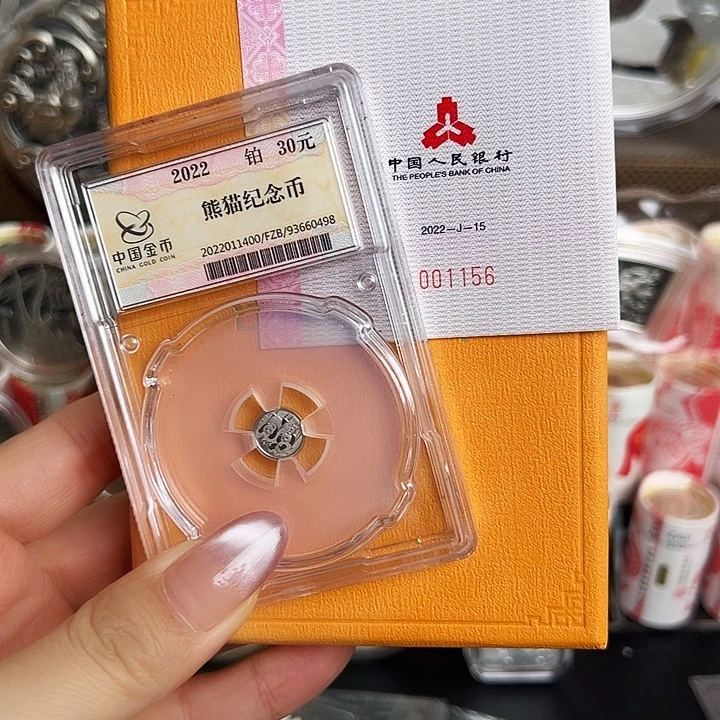 2022 铂 30元
熊猫纪念币
中国金币
CHINA GOLD COIN
2022011400/FZB/93660498
中国人民银行
THE PEOPLE'S BANK OF CHINA
2022-J-15
001156